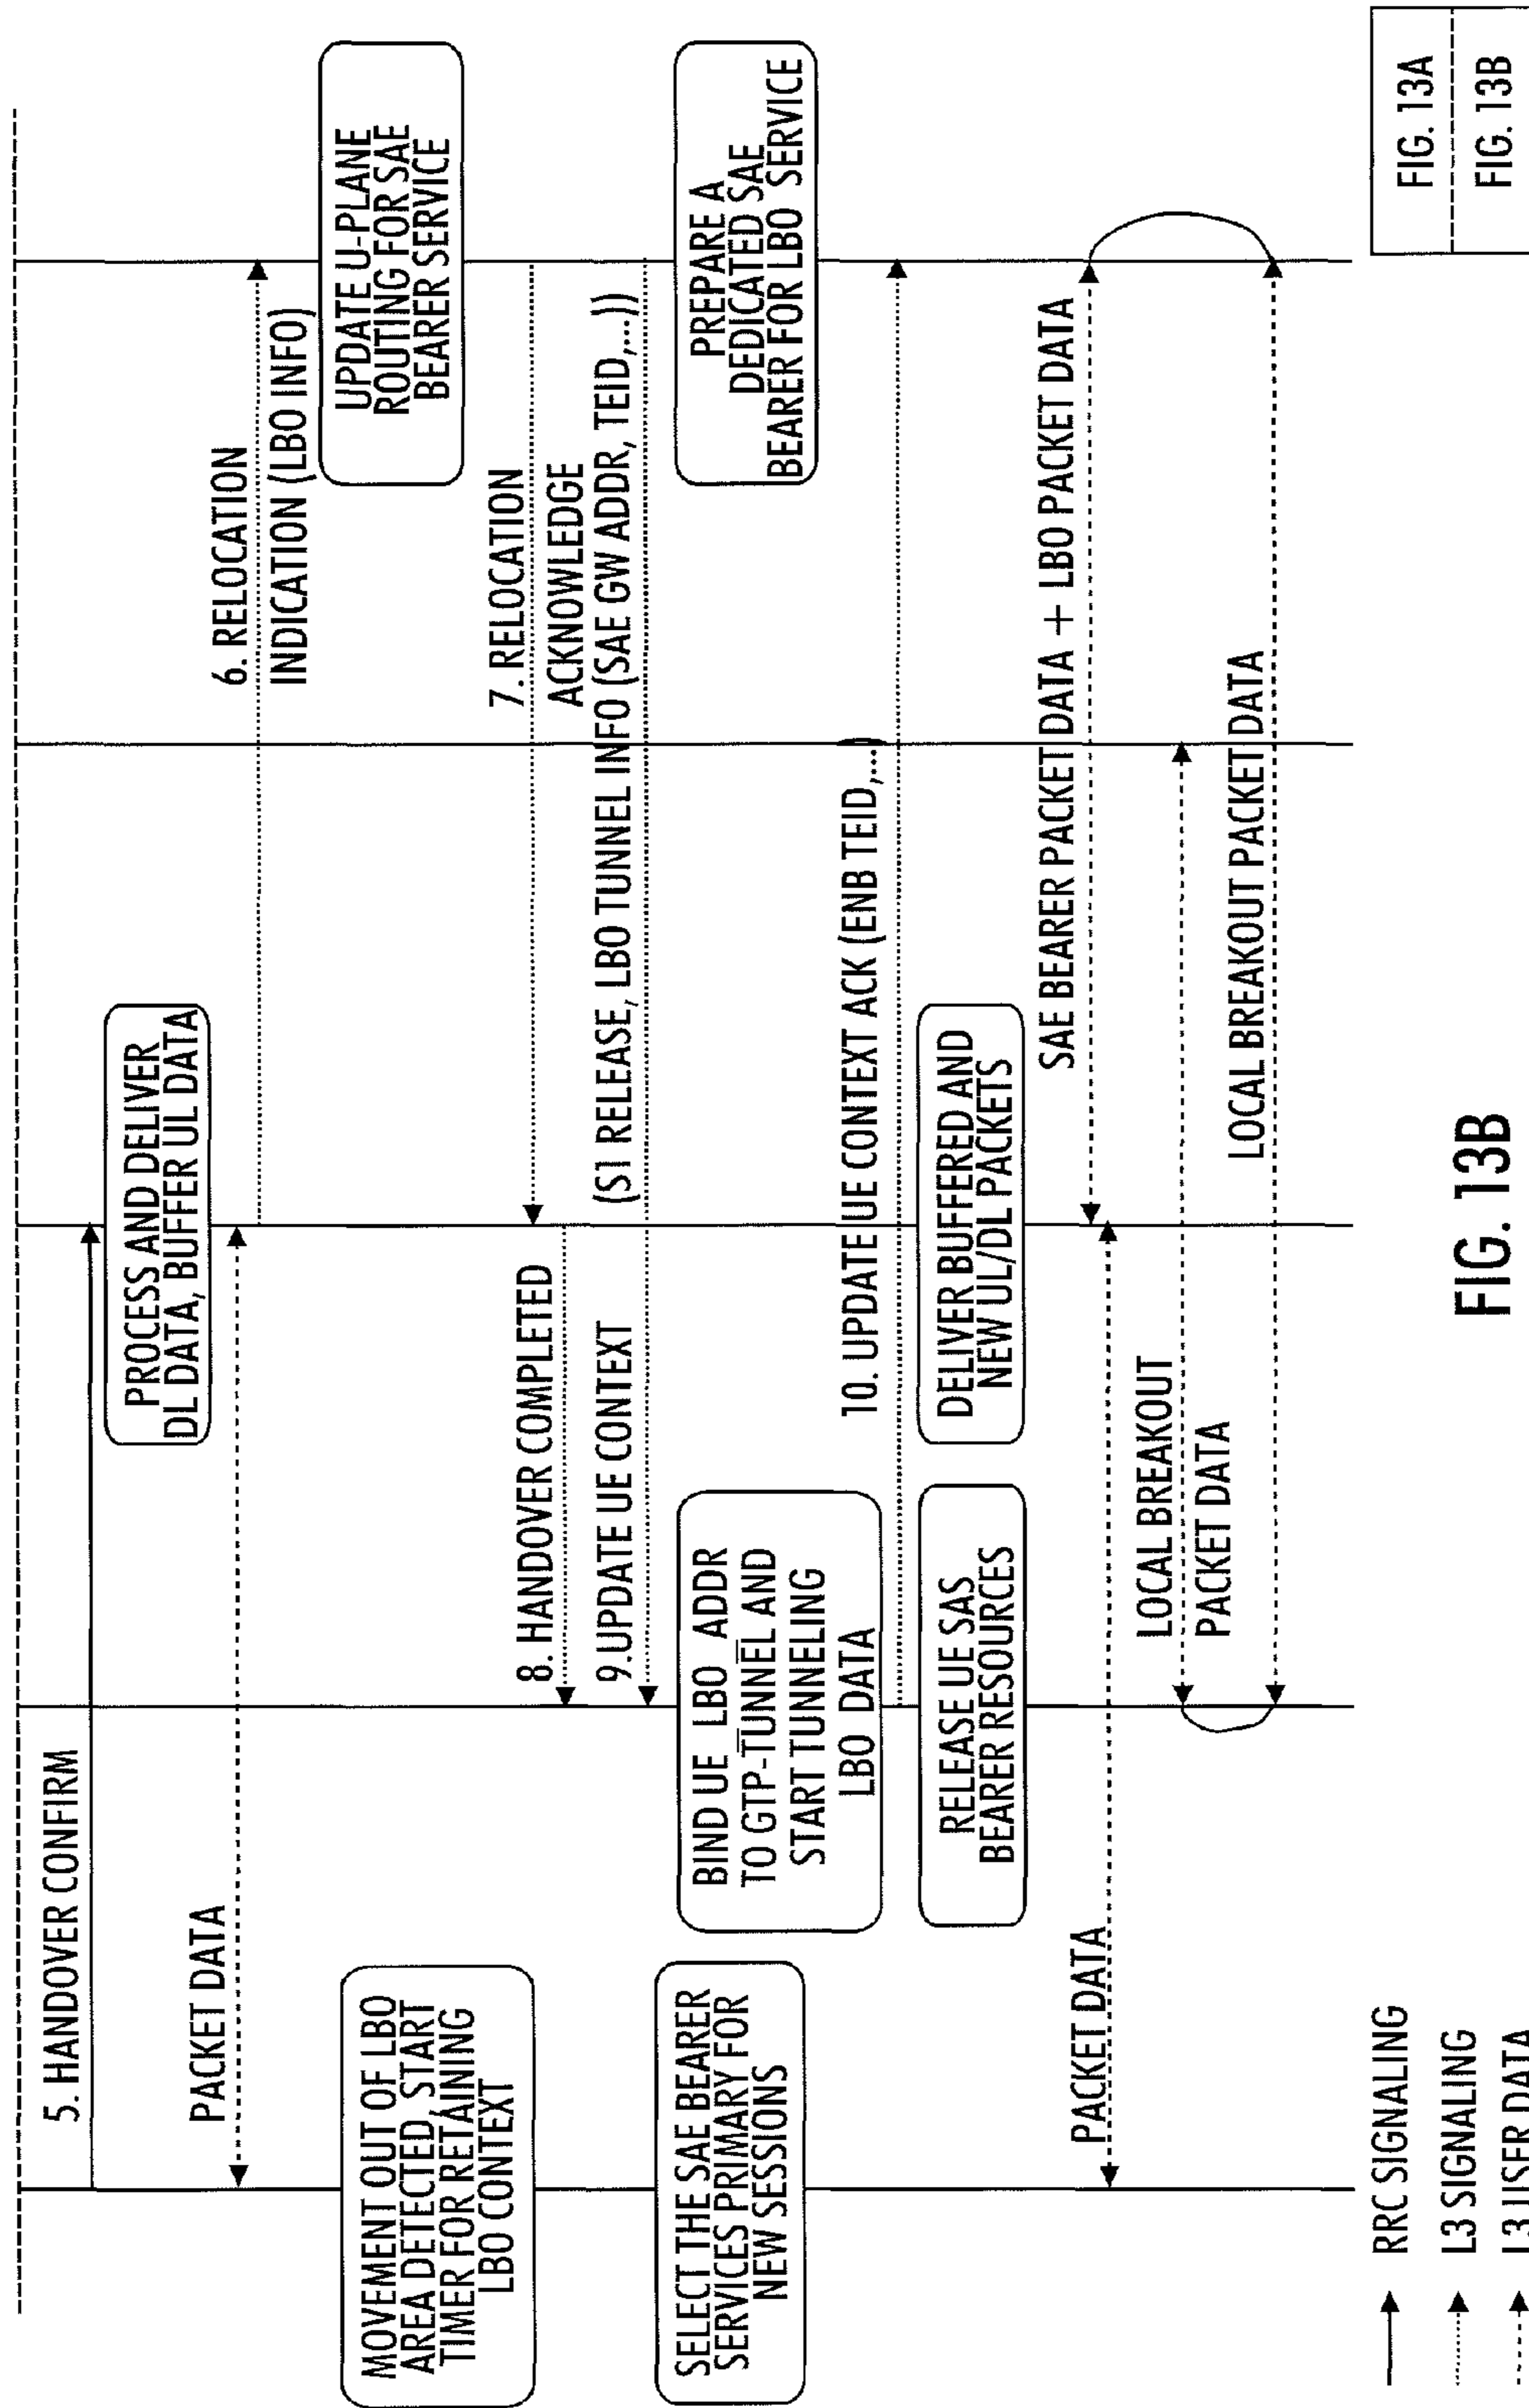 5. HANDOVER CONFIRM
PROCESS AND DELIVER
DL DATA, BUFFER UL DATA
PACKET DATA
6. RELOCATION
INDICATION (LBO INFO)
MOVEMENT OUT OF LBO
AREA DETECTED, START
TIMER FOR RETAINING
LBO CONTEXT
UPDATE U-PLANE
ROUTING FOR SAE
BEARER SERVICE
7. RELOCATION
ACKNOWLEDGE
8. HANDOVER COMPLETED
9.UPDATE UE CONTEXT
(S1 RELEASE, LBO TUNNEL INFO (SAE GW ADDR, TEID,...))
SELECT THE SAE BEARER
SERVICES PRIMARY FOR
NEW SESSIONS
BIND UE LBO ADDR
TO GTP-TUNNEL AND
START TUNNELING
LBO DATA
PREPARE A
DEDICATED SAE
BEARER FOR LBO SERVICE
10. UPDATE UE CONTEXT ACK (ENB TEID,...)
RELEASE UE SAS
BEARER RESOURCES
DELIVER BUFFERED AND
NEW UL/DL PACKETS
SAE BEARER PACKET DATA + LBO PACKET DATA
PACKET DATA
LOCAL BREAKOUT
PACKET DATA
LOCAL BREAKOUT PACKET DATA
RRC SIGNALING
L3 SIGNALING
L3 USER DATA
FIG. 13B
FIG. 13A
FIG. 13B